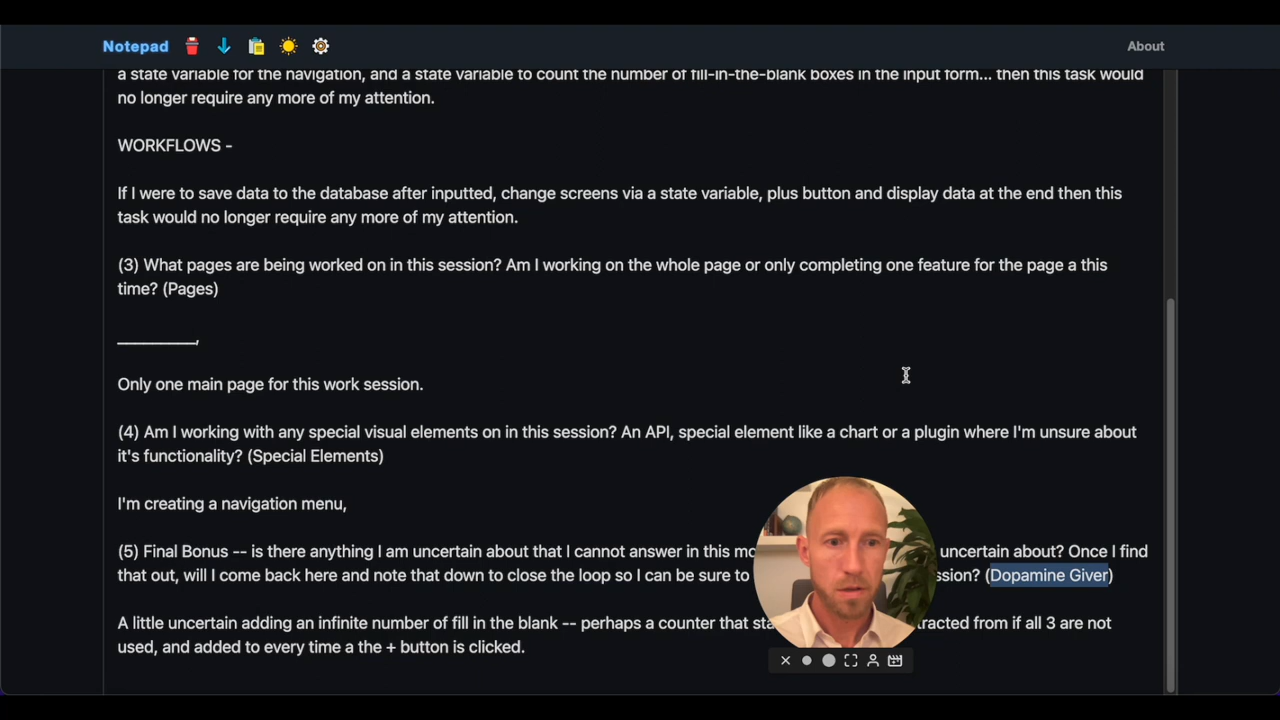 Notepad
About
a state variable for the navigation, and a state variable to count the number of fill-in-the-blank boxes in the input form... then this task would
no longer require any more of my attention.
WORKFLOWS -
If I were to save data to the database after inputted, change screens via a state variable, plus button and display data at the end then this
task would no longer require any more of my attention.
(3) What pages are being worked on in this session? Am I working on the whole page or only completing one feature for the page a this
time? (Pages)
__________,
Only one main page for this work session.
(4) Am I working with any special visual elements on in this session? An API, special element like a chart or a plugin where I'm unsure about
it's functionality? (Special Elements)
I'm creating a navigation menu,
(5) Final Bonus -- is there anything I am uncertain about that I cannot answer in this uncertain about? Once I find
that out, will I come back here and note that down to close the loop so I can be sure to (Dopamine Giver)
A little uncertain adding an infinite number of fill in the blank -- perhaps a counter that from if all 3 are not
used, and added to every time a the + button is clicked.